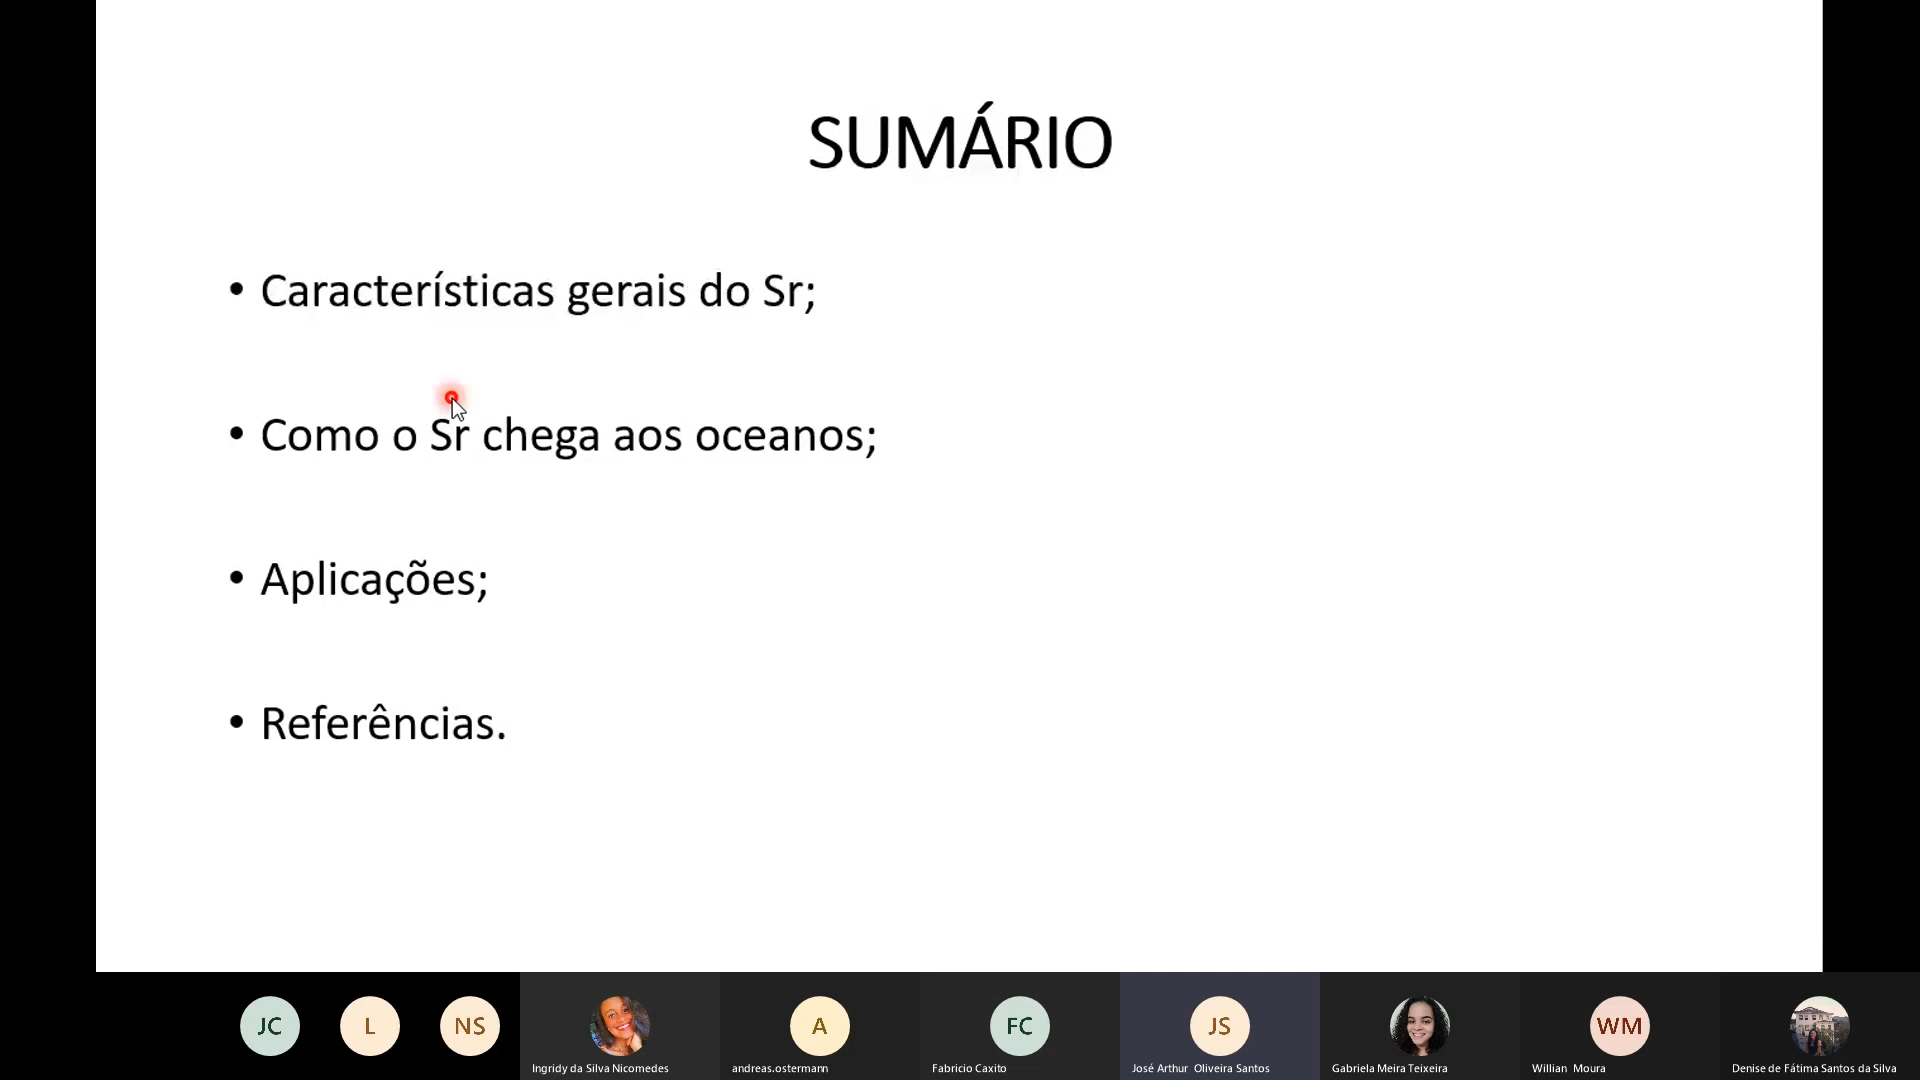 SUMÁRIO
• Características gerais do Sr;
• Como o Sr chega aos oceanos;
• Aplicações;
• Referências.
JC
L
NS
A
FC
JS
WM
Ingridy da Silva Nicomedes
andreas.ostermann
Fabricio Caxito
José Arthur Oliveira Santos
Gabriela Meira Teixeira
Willian Moura
Denise de Fátima Santos da Silva